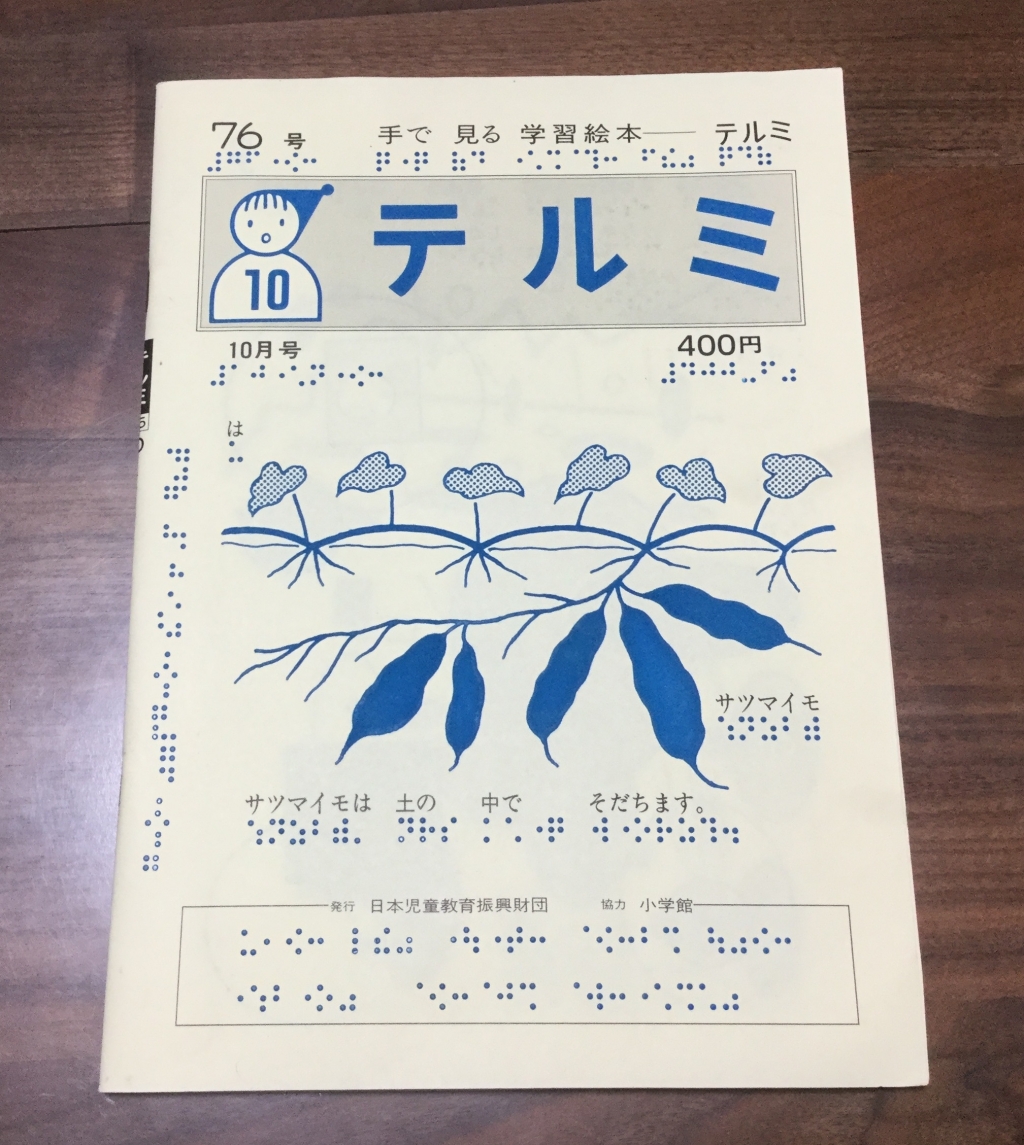 76 号 手で 見る 学習絵本── テルミ
10
テルミ
10月号 400円
は
サツマイモ
サツマイモは 土の 中で そだちます。
発行 日本児童教育振興財団 協力 小学館